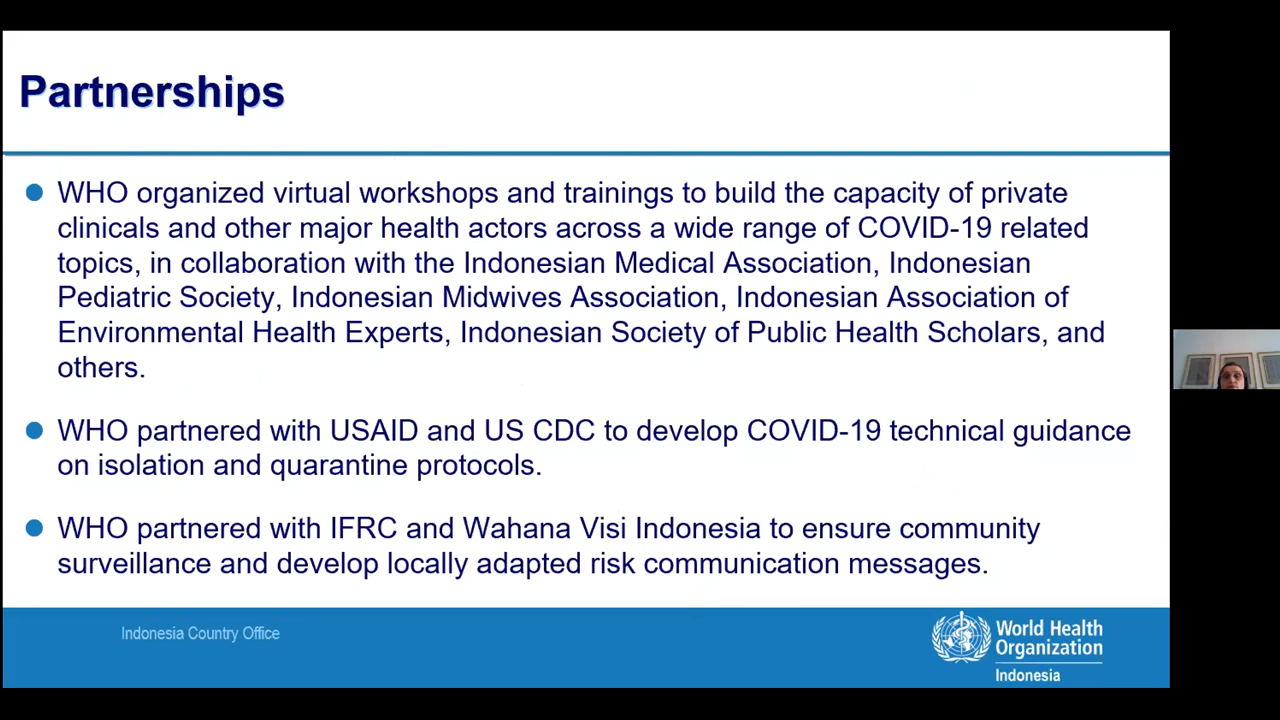 Partnerships
WHO organized virtual workshops and trainings to build the capacity of private
clinicals and other major health actors across a wide range of COVID-19 related
topics, in collaboration with the Indonesian Medical Association, Indonesian
Pediatric Society, Indonesian Midwives Association, Indonesian Association of
Environmental Health Experts, Indonesian Society of Public Health Scholars, and
others.
WHO partnered with USAID and US CDC to develop COVID-19 technical guidance
on isolation and quarantine protocols.
WHO partnered with IFRC and Wahana Visi Indonesia to ensure community
surveillance and develop locally adapted risk communication messages.
Indonesia Country Office
World Health
Organization
Indonesia